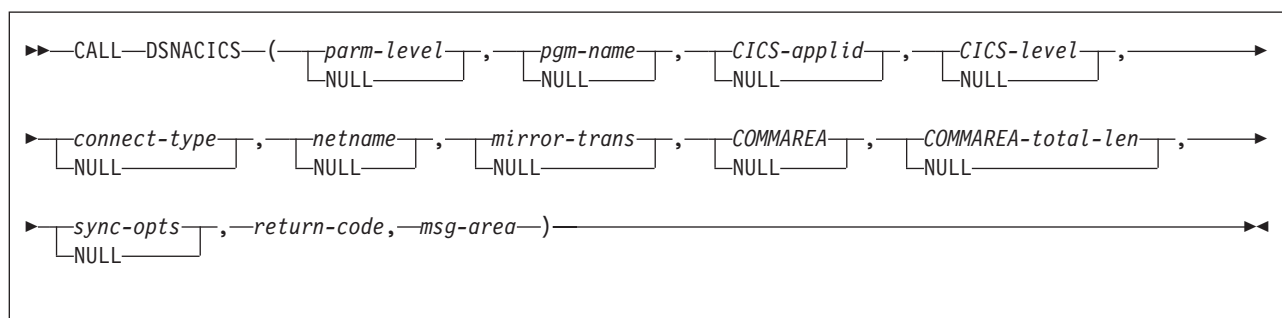 CALL DSNACICS ( parm-level , pgm-name , CICS-applid , CICS-level ,
NULL NULL NULL NULL
connect-type , netname , mirror-trans , COMMAREA , COMMAREA-total-len ,
NULL NULL NULL NULL NULL
sync-opts , return-code, msg-area )
NULL